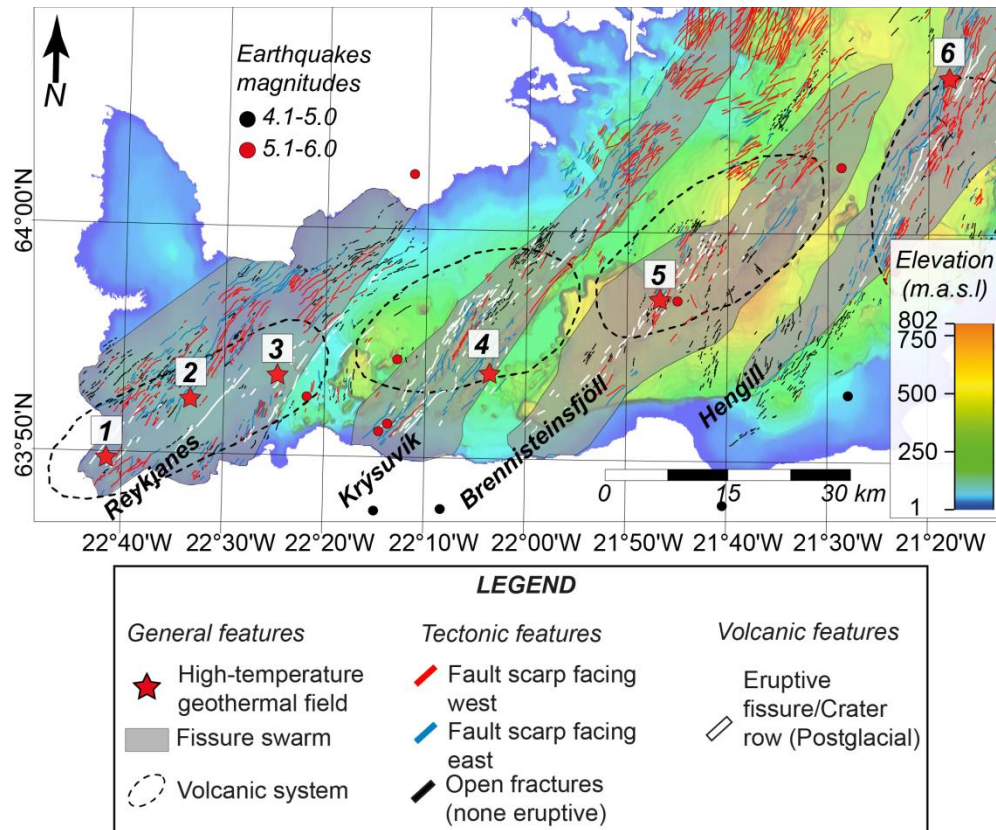 N
Earthquakes
magnitudes
4.1-5.0
5.1-6.0
6
5
4
3
2
1
64°00'N
63°50'N
Reykjanes
Krýsuvik
Brennisteinsfjöll
Hengill
Elevation
(m.a.s.l)
802
750
500
250
1
0 15 30 km
22°40'W 22°30'W 22°20'W 22°10'W 22°00'W 21°50'W 21°40'W 21°30'W 21°20'W
LEGEND
General features
High-temperature
geothermal field
Fissure swarm
Volcanic system
Tectonic features
Fault scarp facing
west
Fault scarp facing
east
Open fractures
(none eruptive)
Volcanic features
Eruptive
fissure/Crater
row (Postglacial)